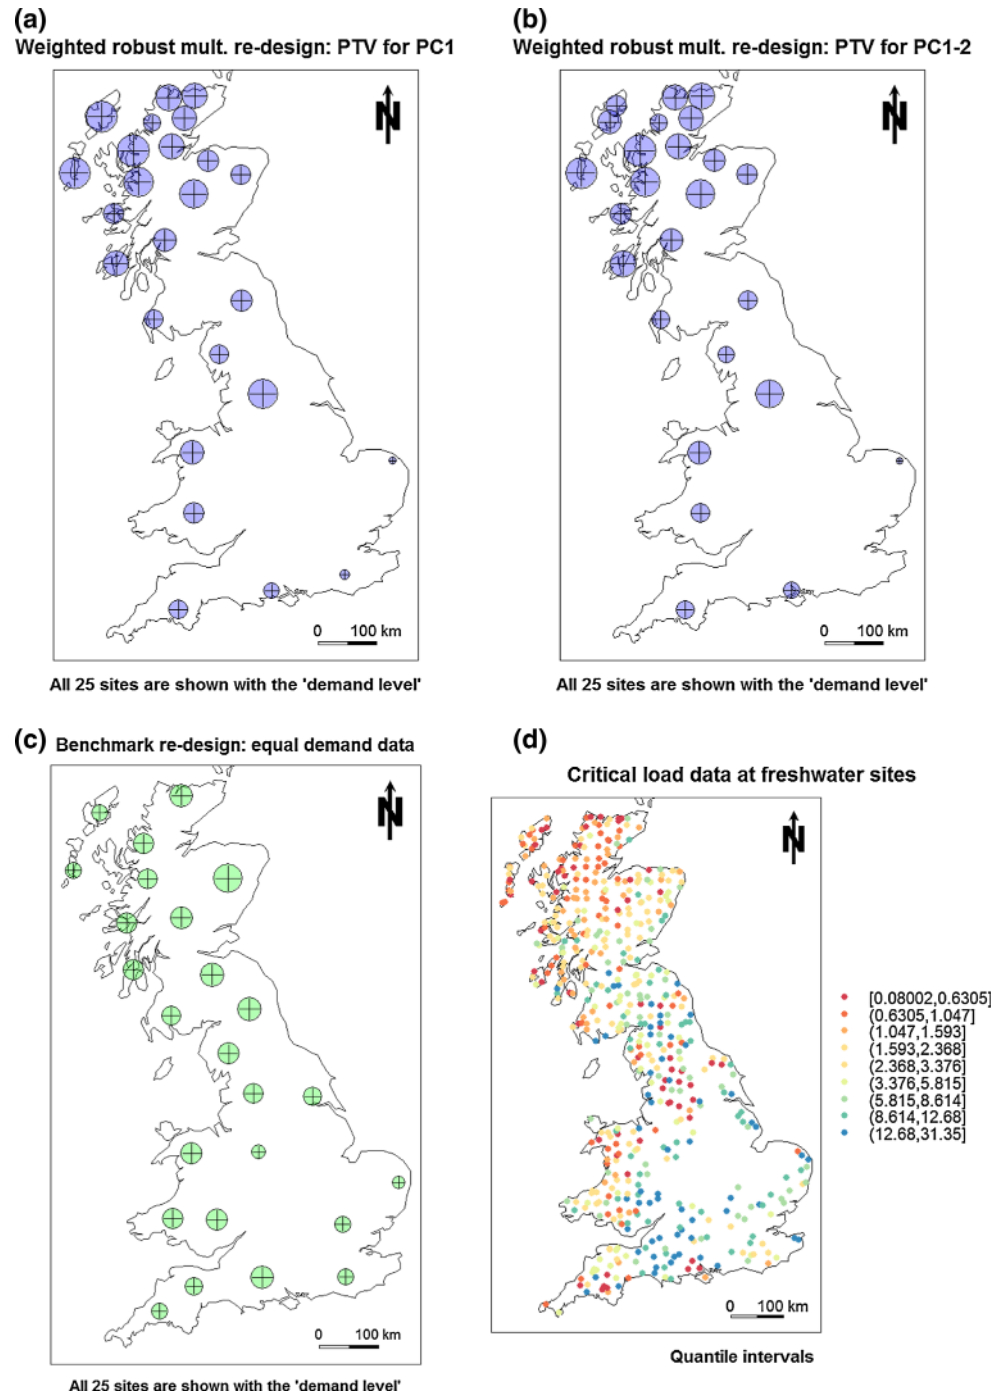 (a)
Weighted robust mult. re-design: PTV for PC1
N
0 100 km
All 25 sites are shown with the 'demand level'
(b)
Weighted robust mult. re-design: PTV for PC1-2
N
0 100 km
All 25 sites are shown with the 'demand level'
(c) Benchmark re-design: equal demand data
N
0 100 km
All 25 sites are shown with the 'demand level'
(d)
Critical load data at freshwater sites
N
[0.08002,0.6305]
(0.6305,1.047]
(1.047,1.593]
(1.593,2.368]
(2.368,3.376]
(3.376,5.815]
(5.815,8.614]
(8.614,12.68]
(12.68,31.35]
0 100 km
Quantile intervals